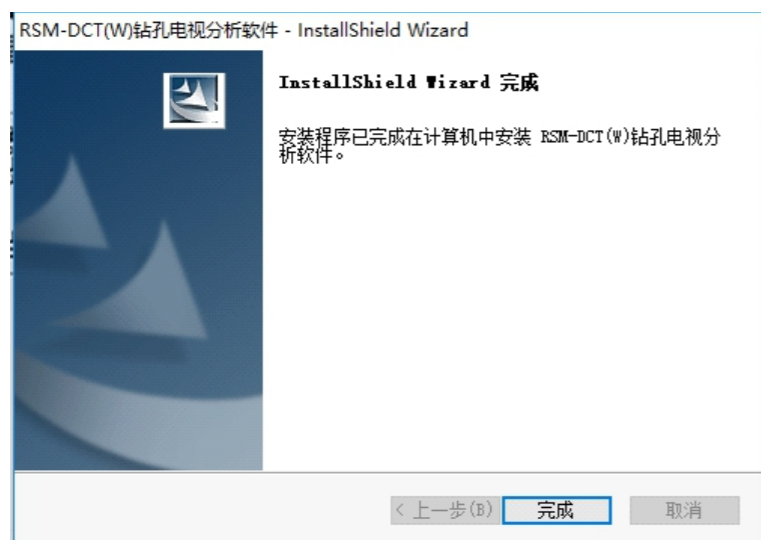 RSM-DCT(W)钻孔电视分析软件 - InstallShield Wizard
InstallShield Wizard 完成
安装程序已完成在计算机中安装 RSM-DCT(W)钻孔电视分
析软件。
< 上一步(B)
完成
取消